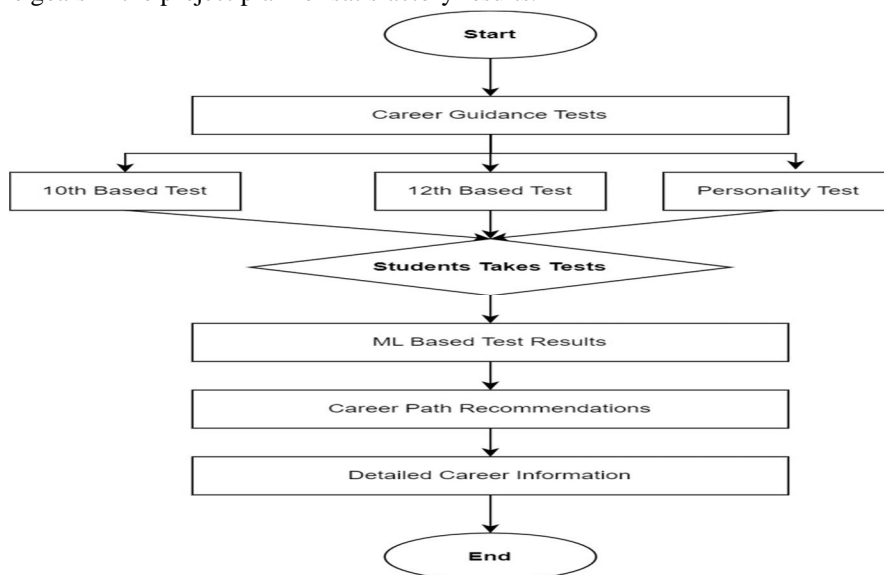 Start
Career Guidance Tests
10th Based Test
12th Based Test
Personality Test
Students Takes Tests
ML Based Test Results
Career Path Recommendations
Detailed Career Information
End